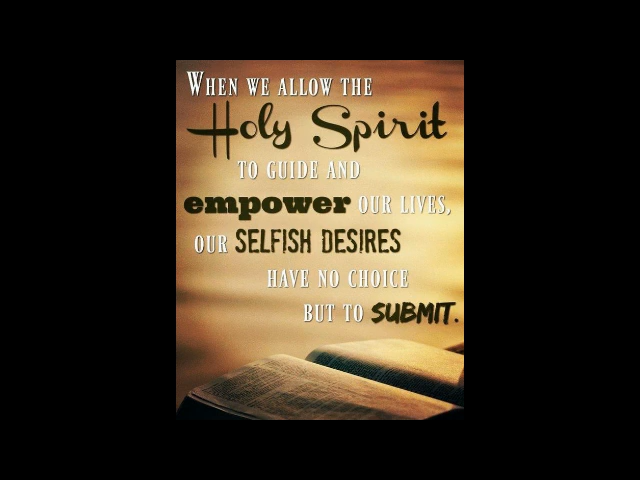 When we allow the
Holy Spirit
to guide and
empower our lives,
our selfish desires
have no choice
but to submit.